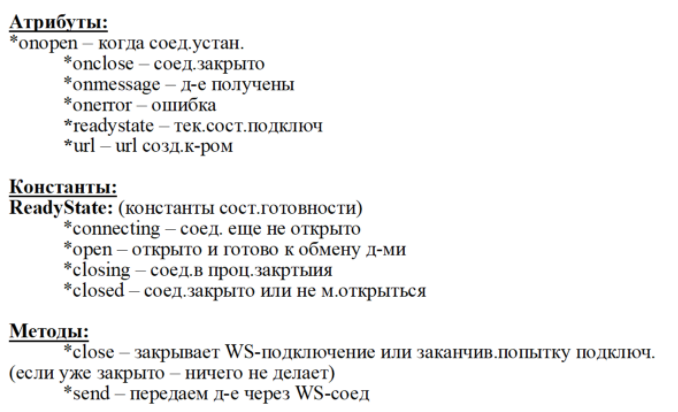 Атрибуты:
*onopen – когда соед.устан.
*onclose – соед.закрыто
*onmessage – д-е получены
*onerror – ошибка
*readystate – тек.сост.подключ
*url – url созд.к-ром
Константы:
ReadyState: (константы сост.готовности)
*connecting – соед. еще не открыто
*open – открыто и готово к обмену д-ми
*closing – соед.в проц.закртыия
*closed – соед.закрыто или не м.открыться
Методы:
*close – закрывает WS-подключение или заканчив.попытку подключ.
(если уже закрыто – ничего не делает)
*send – передаем д-е через WS-соед